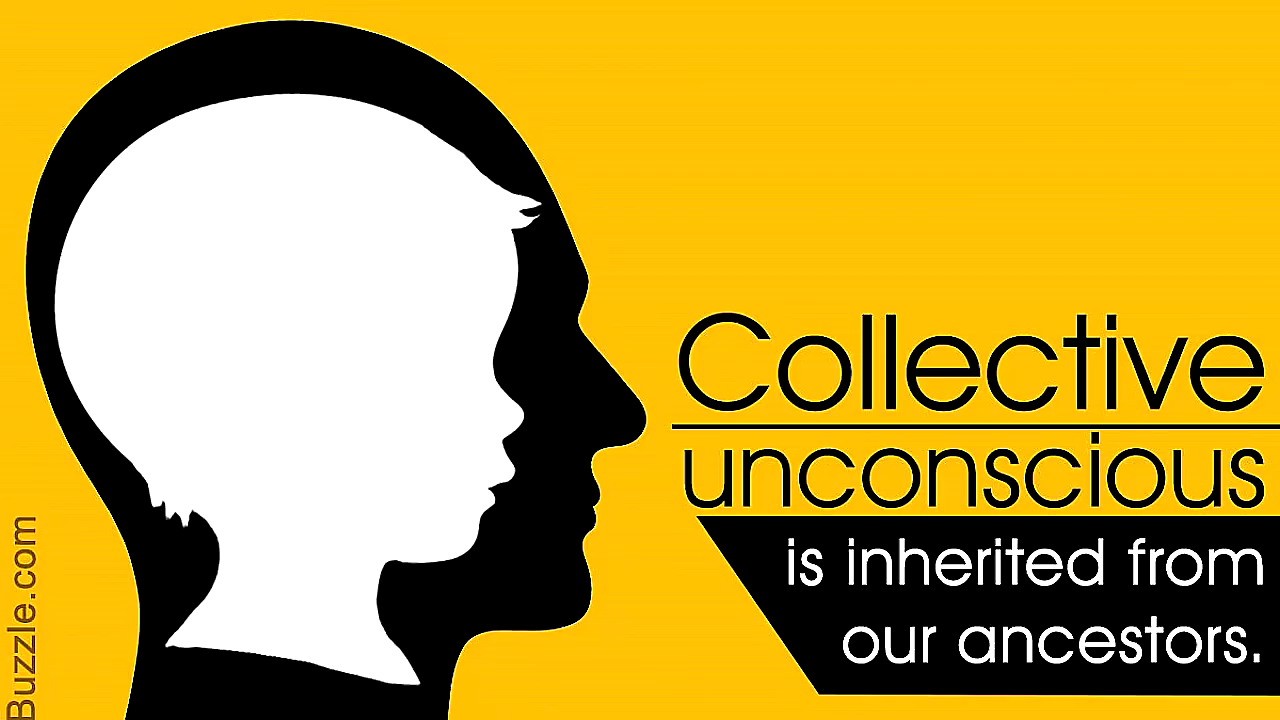 Collective
unconscious
is inherited from
our ancestors.
Buzzle.com